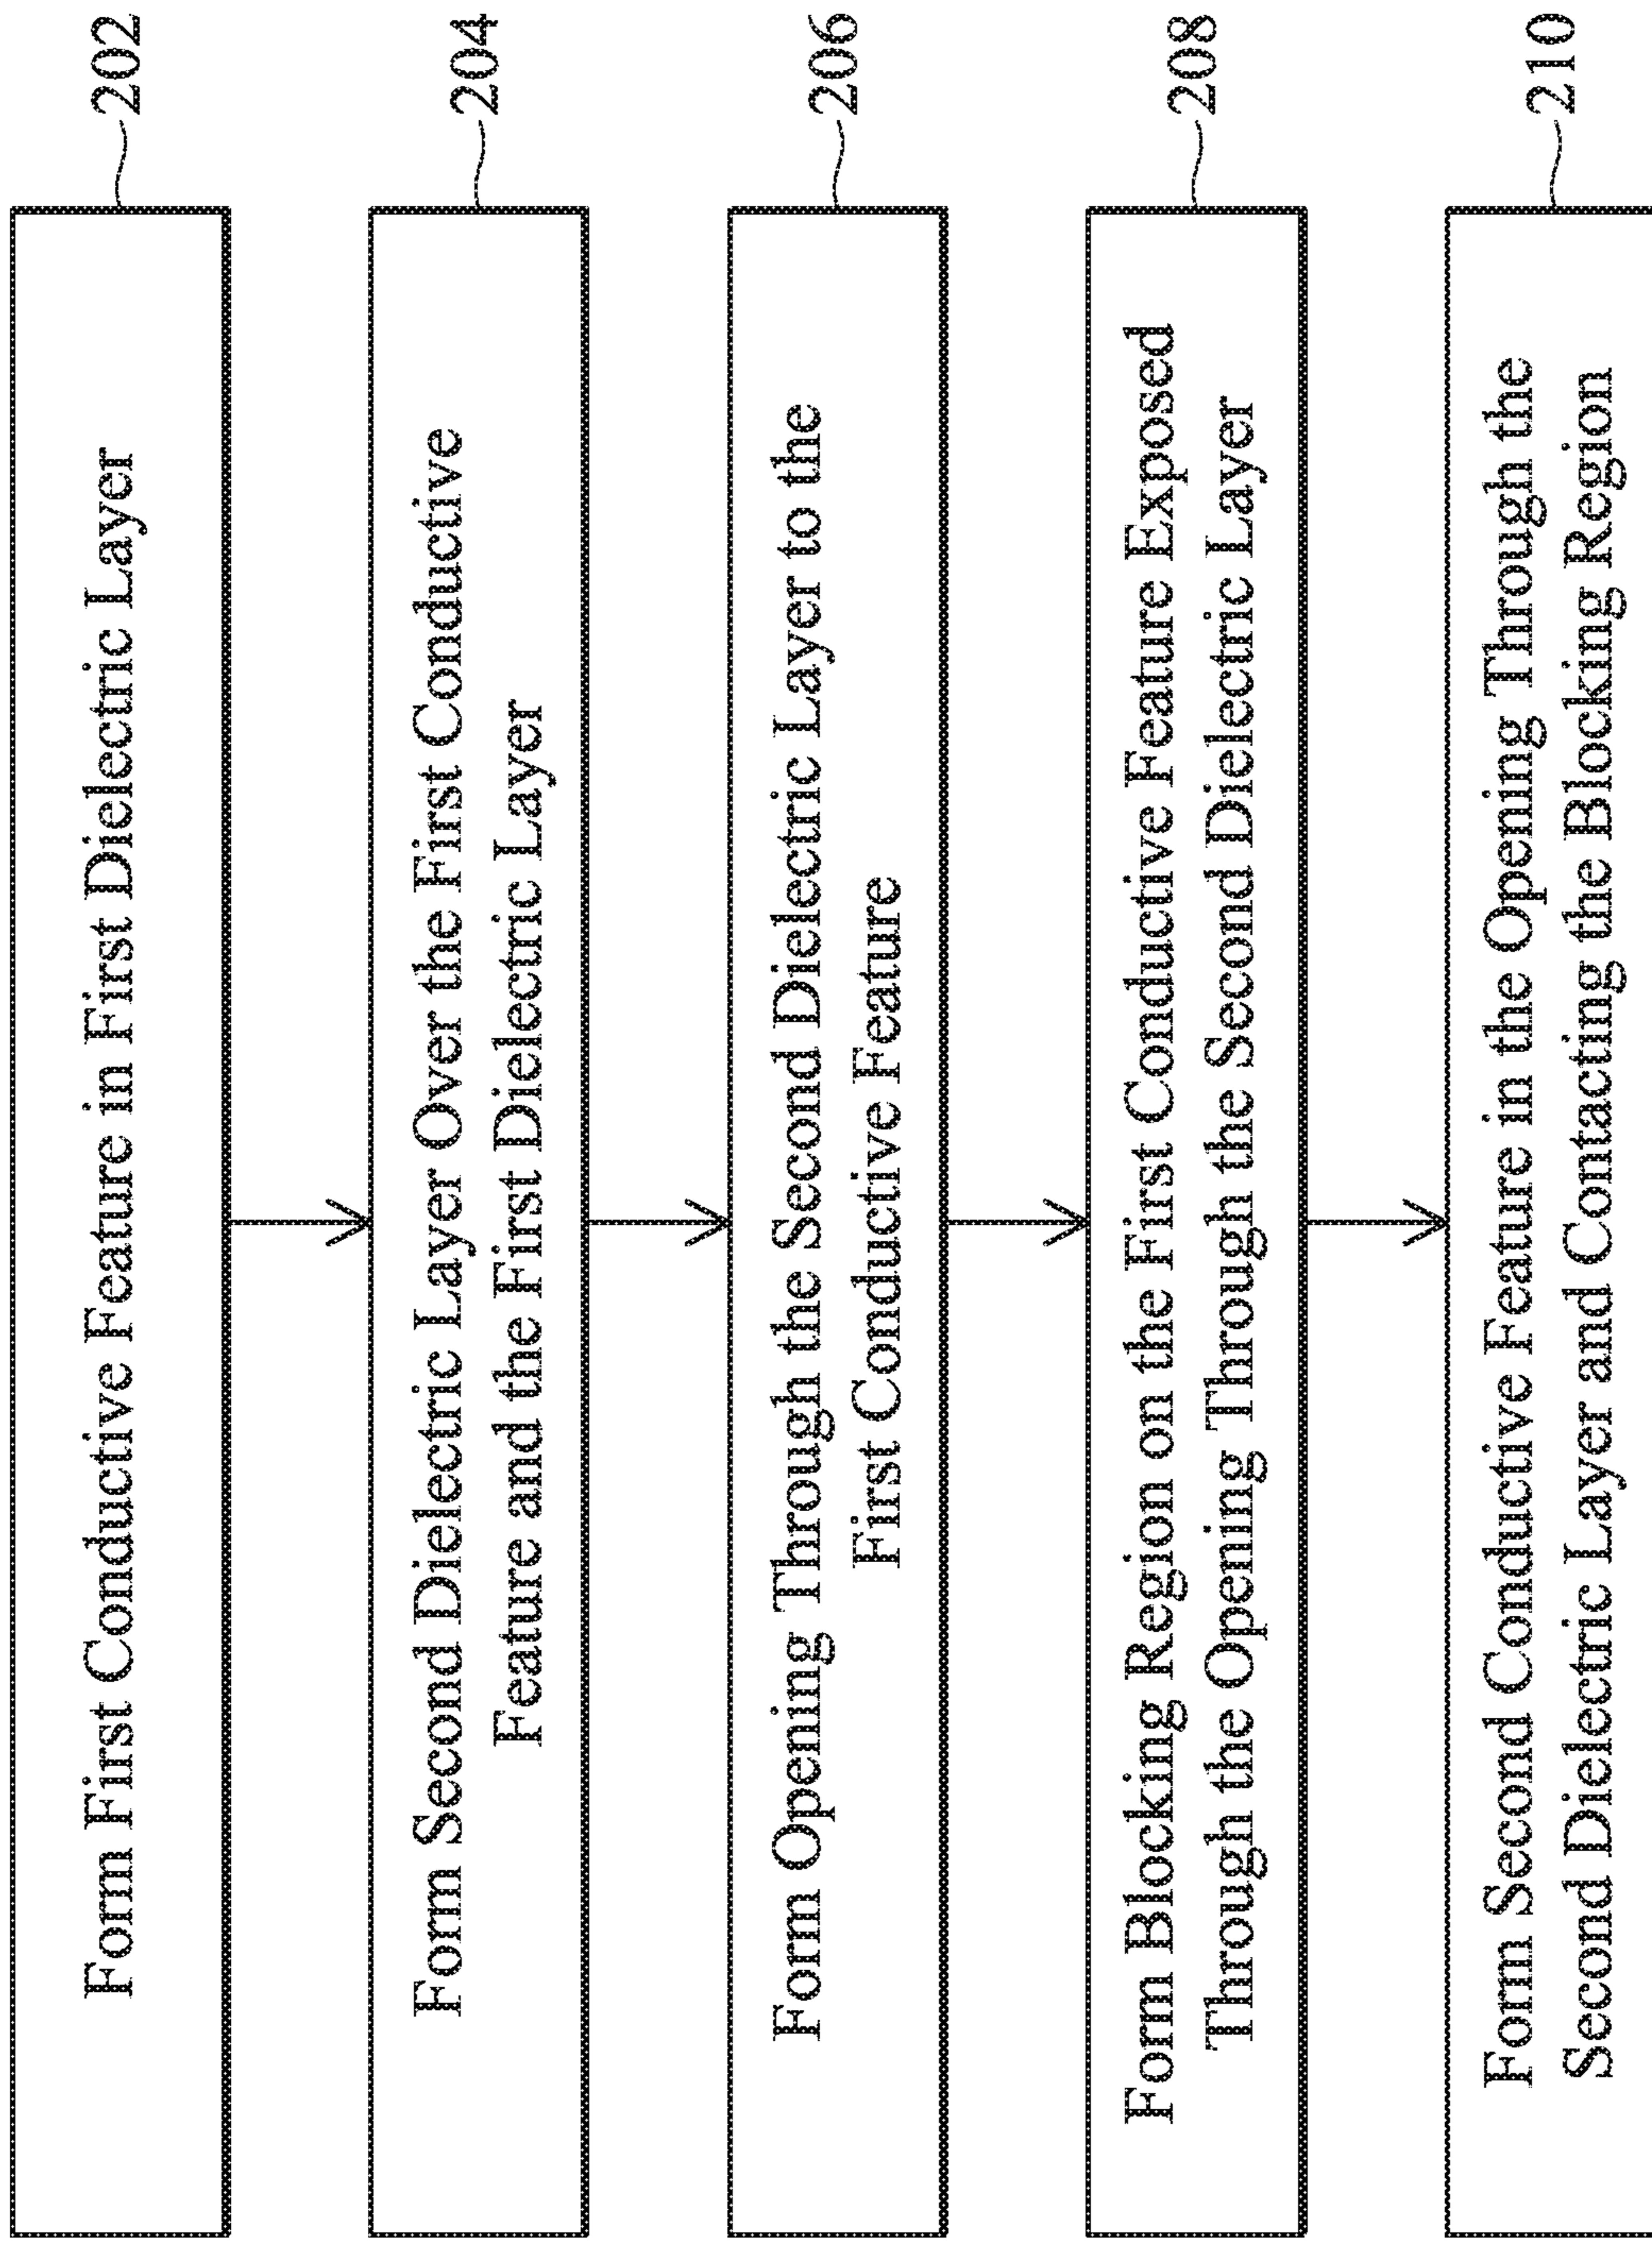 Form First Conductive Feature in First Dielectric Layer
202
Form Second Dielectric Layer Over the First Conductive
Feature and the First Dielectric Layer
204
Form Opening Through the Second Dielectric Layer to the
First Conductive Feature
206
Form Blocking Region on the First Conductive Feature Exposed
Through the Opening Through the Second Dielectric Layer
208
Form Second Conductive Feature in the Opening Through the
Second Dielectric Layer and Contacting the Blocking Region
210